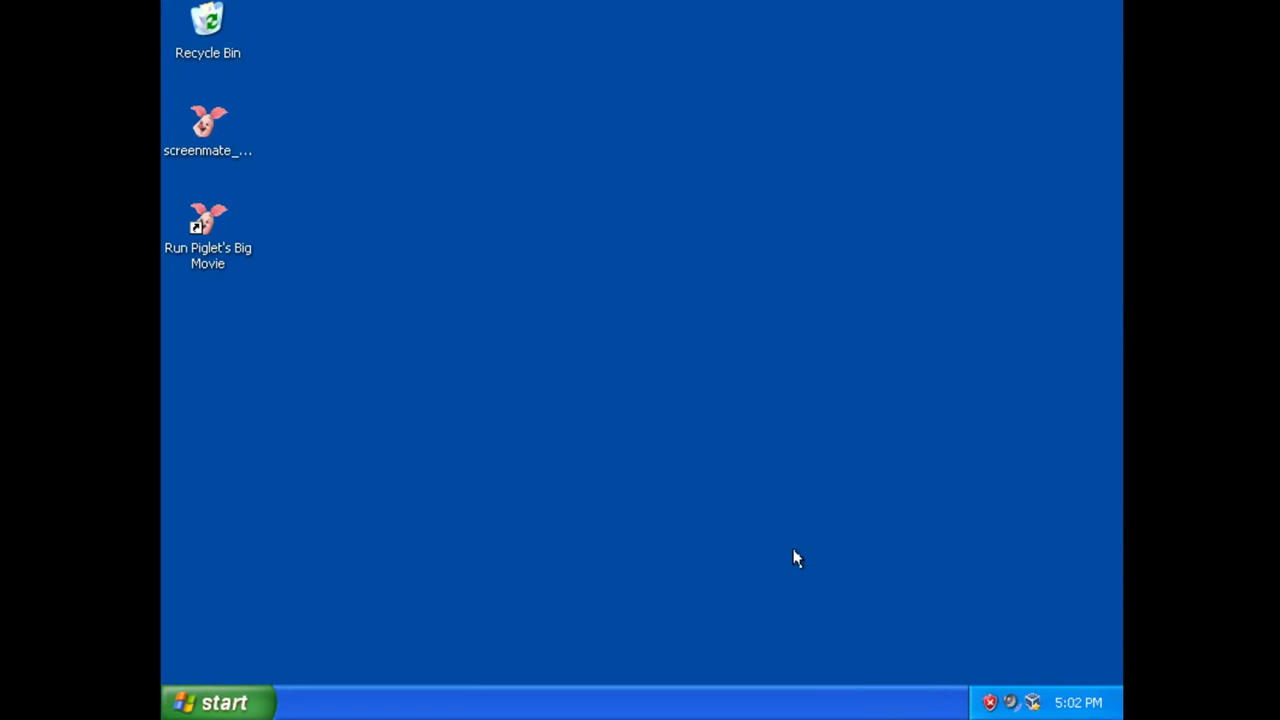 Recycle Bin
screenmate_...
Run Piglet's Big
Movie
start
5:02 PM